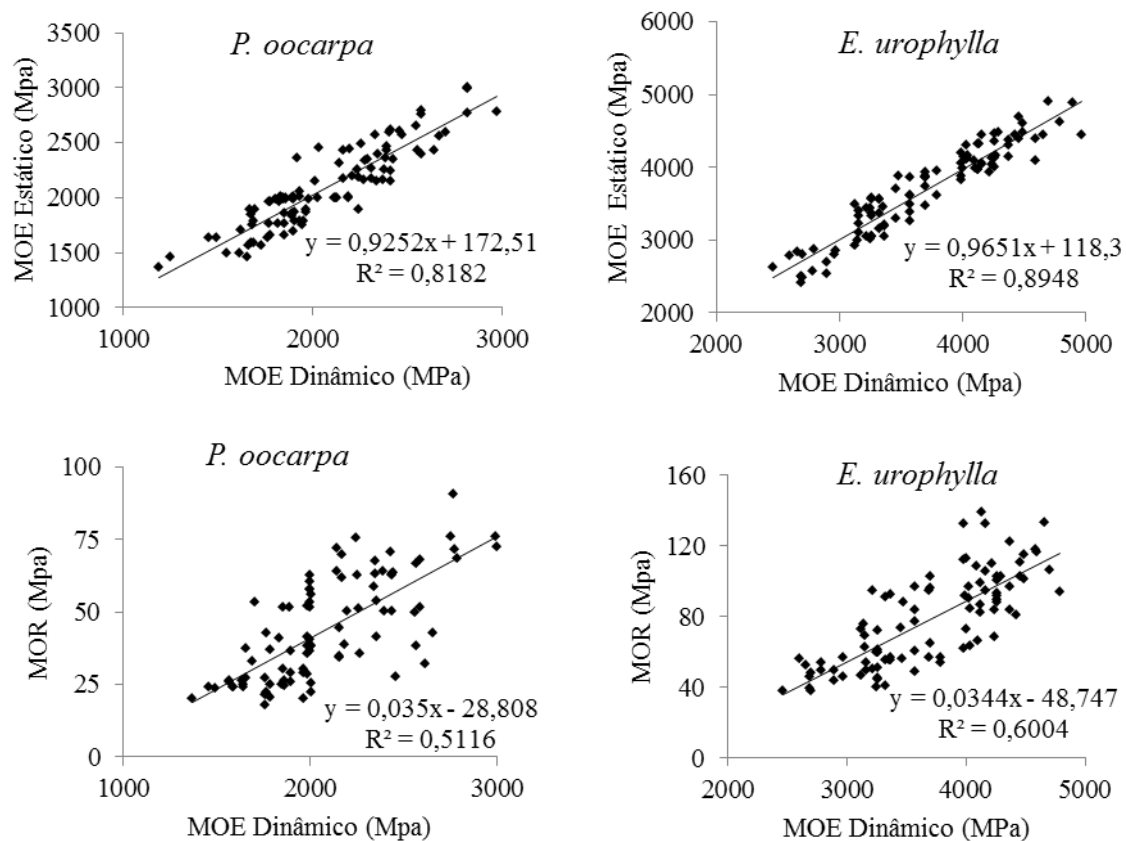 P. oocarpa
MOE Estático (Mpa)
3500
3000
2500
2000
1500
1000
y = 0,9252x + 172,51
R² = 0,8182
1000 2000 3000
MOE Dinâmico (MPa)
E. urophylla
MOE Estático (Mpa)
6000
5000
4000
3000
2000
y = 0,9651x + 118,3
R² = 0,8948
2000 3000 4000 5000
MOE Dinâmico (Mpa)
P. oocarpa
MOR (Mpa)
100
75
50
25
0
y = 0,035x - 28,808
R² = 0,5116
1000 2000 3000
MOE Dinâmico (Mpa)
E. urophylla
MOR (Mpa)
160
120
80
40
0
y = 0,0344x - 48,747
R² = 0,6004
2000 3000 4000 5000
MOE Dinâmico (MPa)